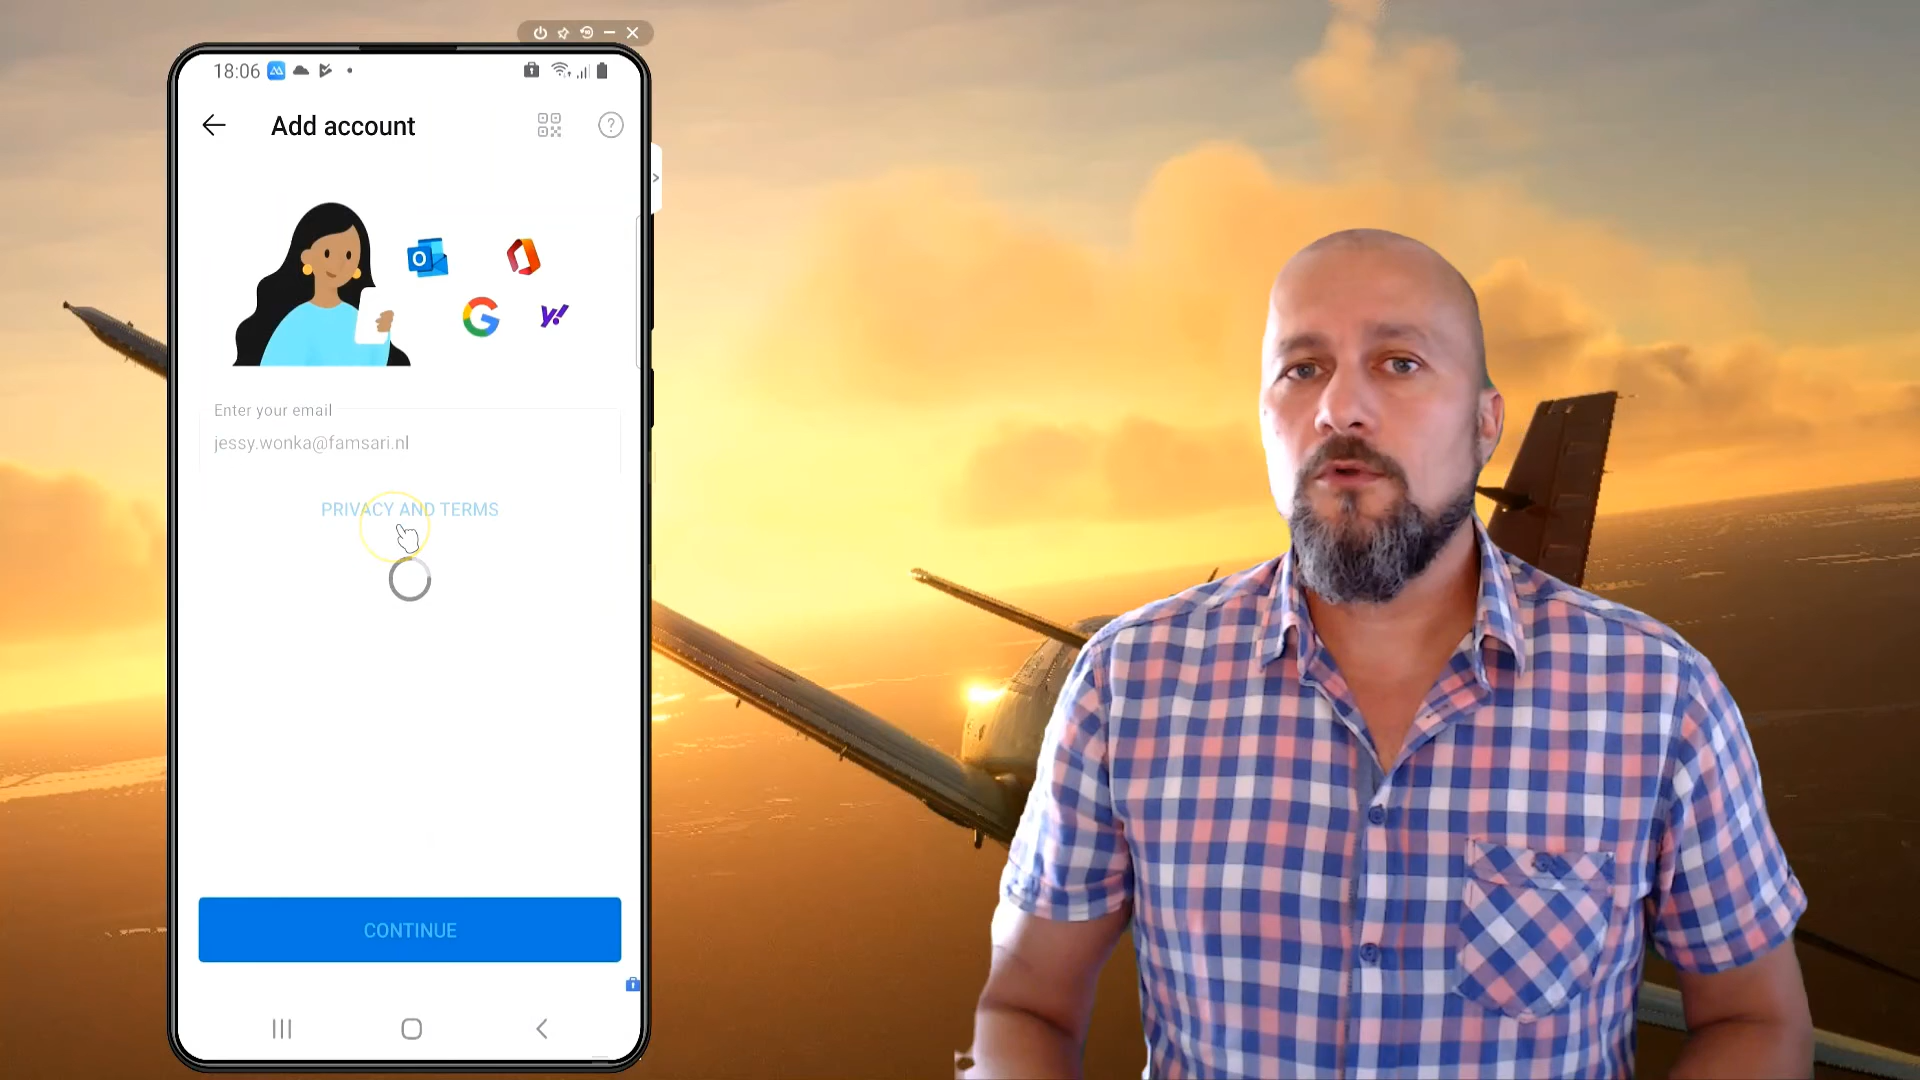 18:06
Add account
Enter your email
jessy.wonka@famsari.nl
PRIVACY AND TERMS
CONTINUE